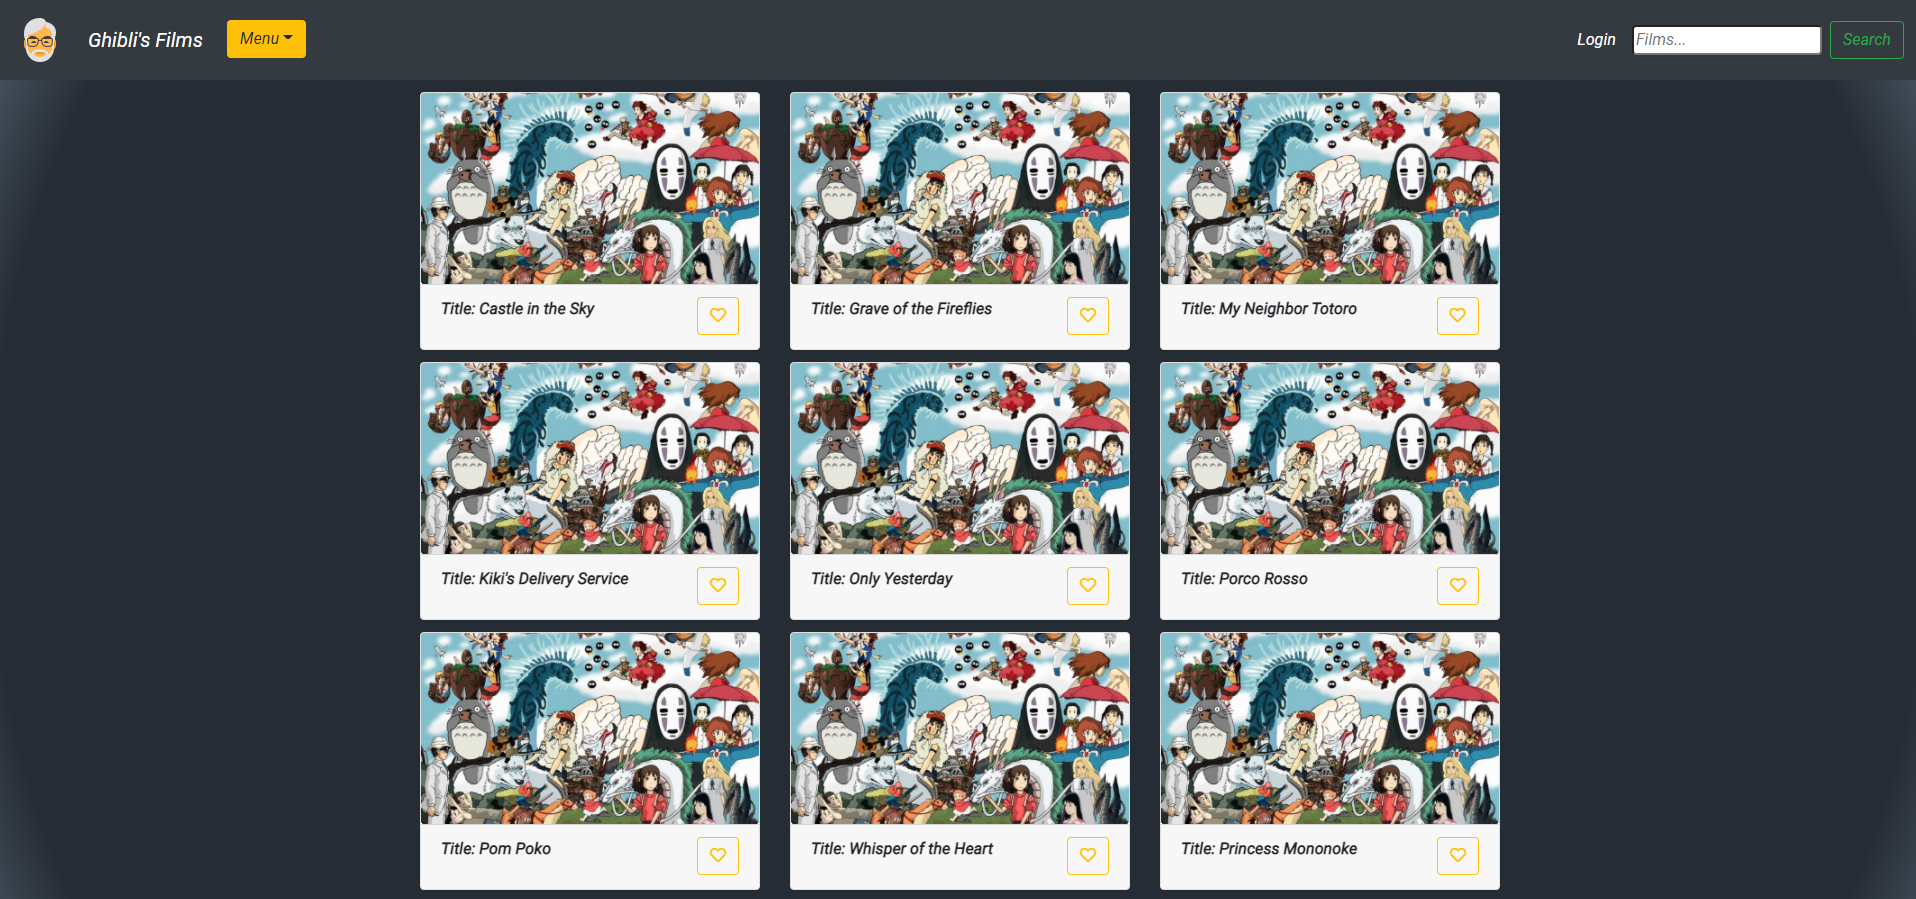 Ghibli's Films Menu Login Films... Search
Title: Castle in the Sky
Title: Grave of the Fireflies
Title: My Neighbor Totoro
Title: Kiki's Delivery Service
Title: Only Yesterday
Title: Porco Rosso
Title: Pom Poko
Title: Whisper of the Heart
Title: Princess Mononoke